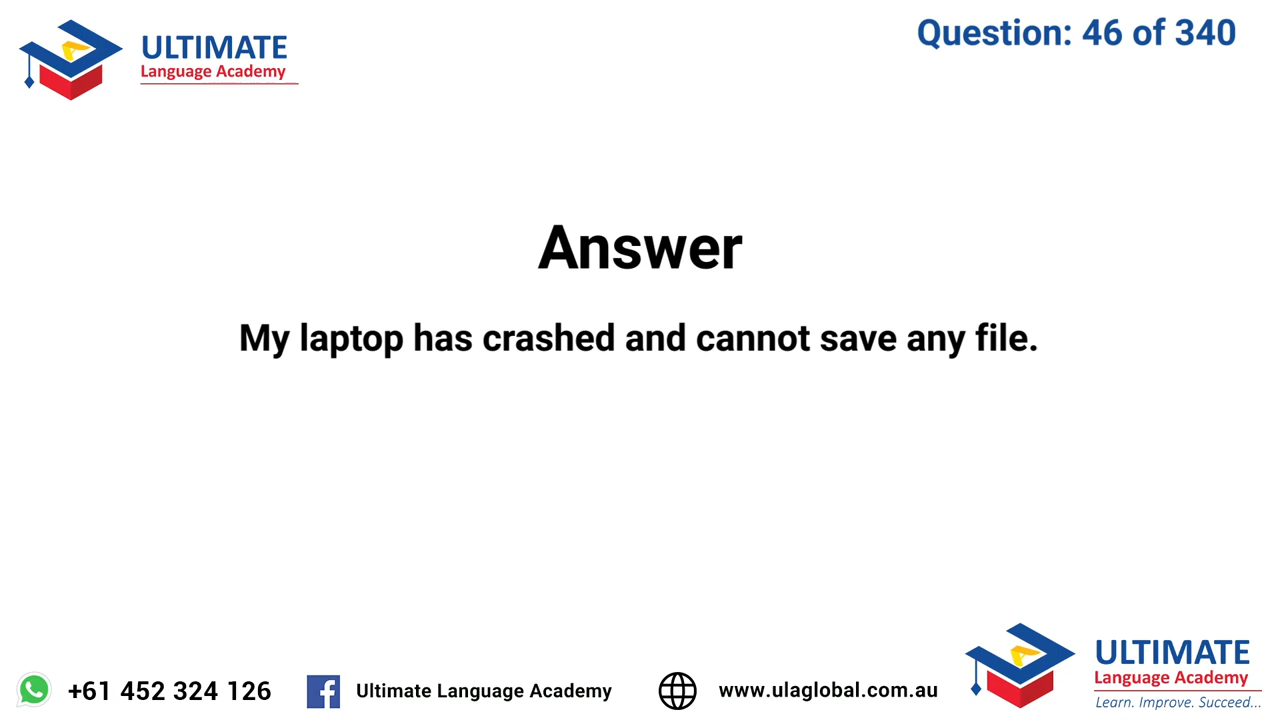 ULTIMATE
Language Academy
Question: 46 of 340
Answer
My laptop has crashed and cannot save any file.
+61 452 324 126
Ultimate Language Academy
www.ulaglobal.com.au
ULTIMATE
Language Academy
Learn. Improve. Succeed...